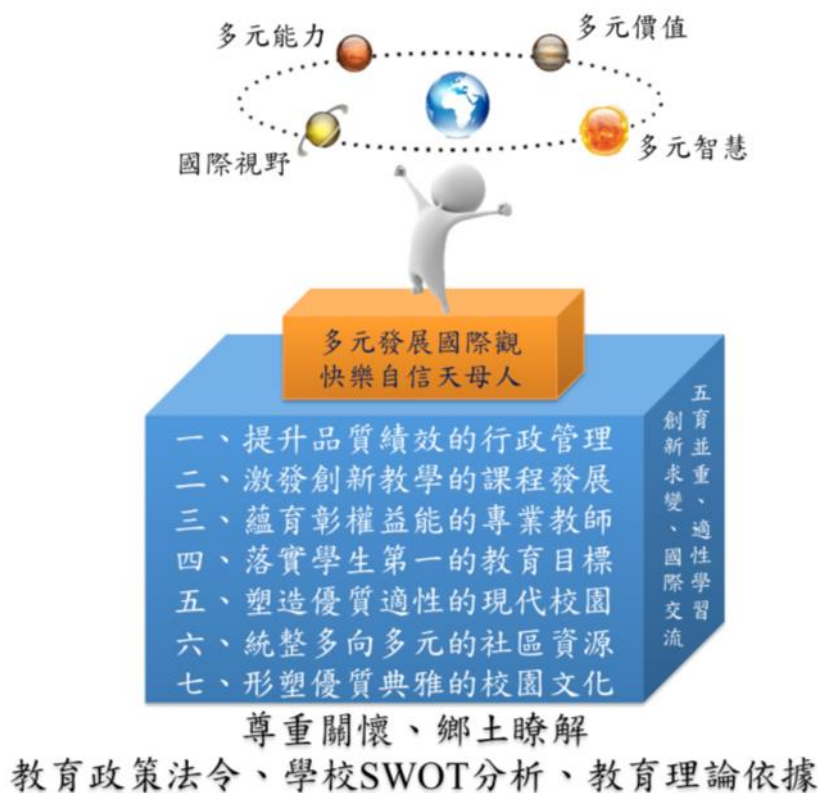 多元能力
多元價值
國際視野
多元智慧
多元發展國際觀
快樂自信天母人
一、提升品質績效的行政管理
二、激發創新教學的課程發展
三、蘊育彰權益能的專業教師
四、落實學生第一的教育目標
五、塑造優質適性的現代校園
六、統整多向多元的社區資源
七、形塑優質典雅的校園文化
五育並重、適性學習
創新求變、國際交流
尊重關懷、鄉土瞭解
教育政策法令、學校SWOT分析、教育理論依據